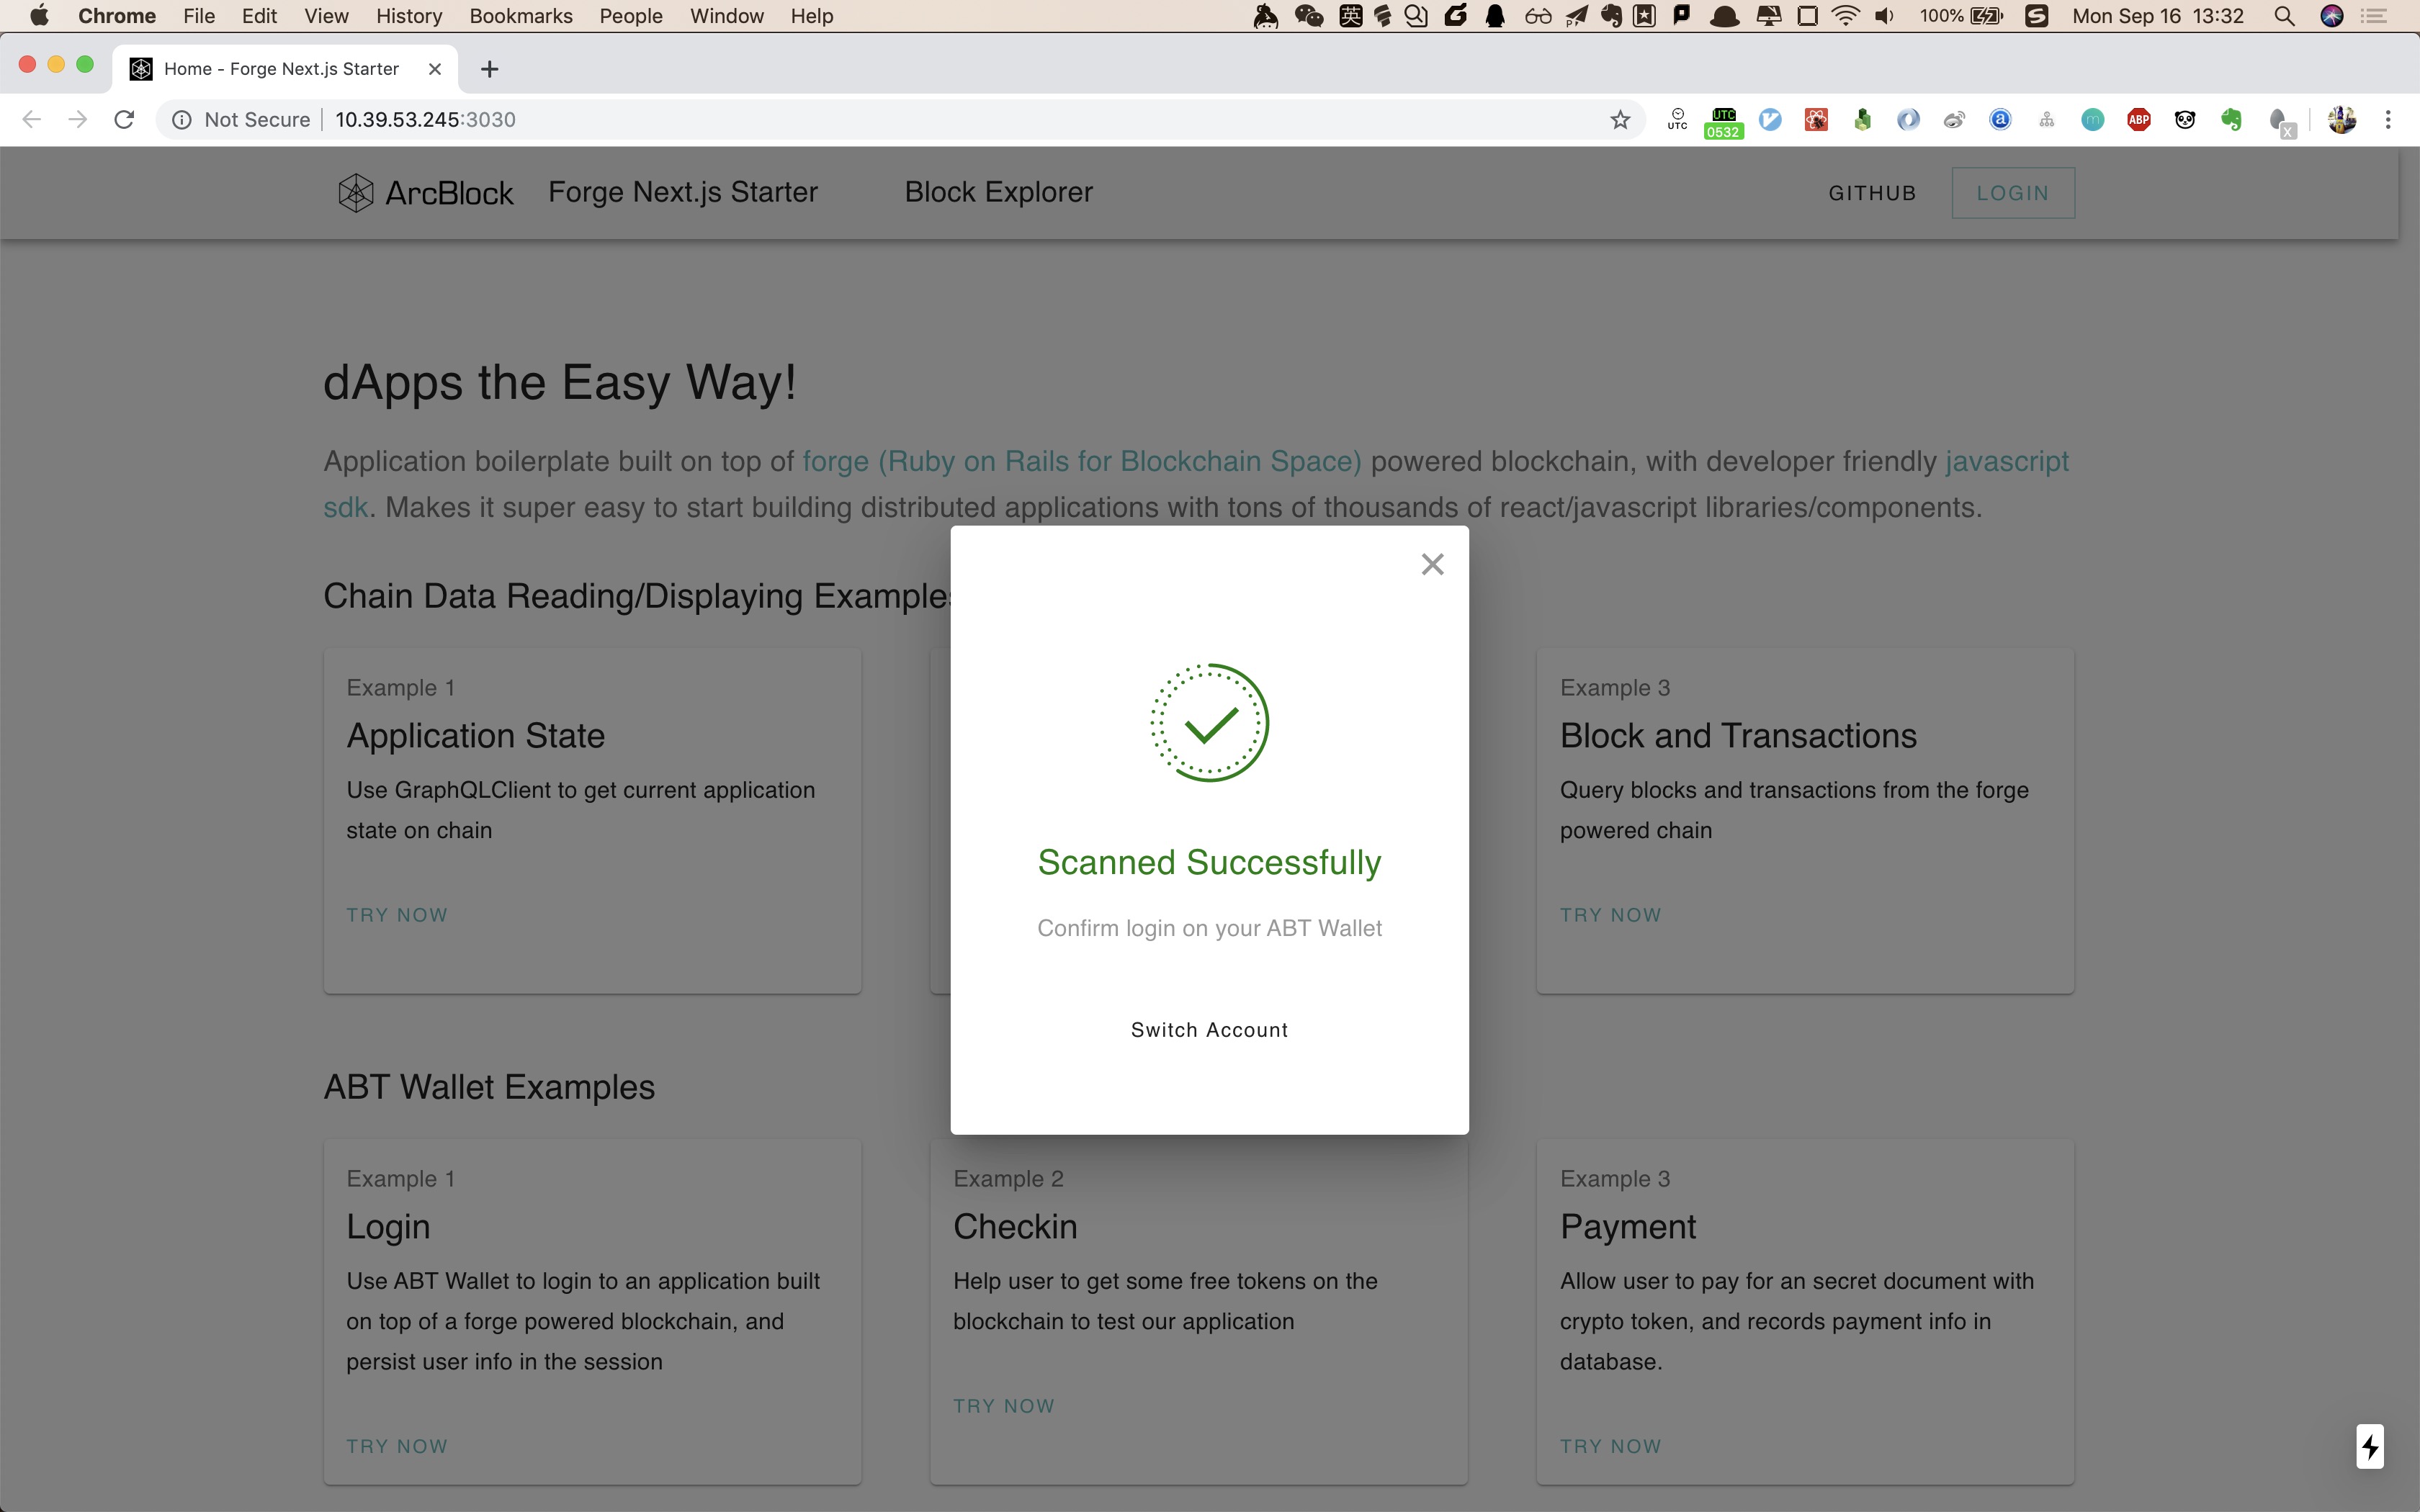 Chrome File Edit View History Bookmarks People Window Help 英 100% Mon Sep 16 13:32
Home - Forge Next.js Starter
Not Secure 10.39.53.245:3030 UTC UTC 0532 ABP
ArcBlock Forge Next.js Starter Block Explorer GITHUB LOGIN
dApps the Easy Way!
Application boilerplate built on top of forge (Ruby on Rails for Blockchain Space) powered blockchain, with developer friendly javascript
sdk. Makes it super easy to start building distributed applications with tons of thousands of react/javascript libraries/components.
Chain Data Reading/Displaying Examples
Example 1
Application State
Use GraphQLClient to get current application
state on chain
TRY NOW
Example 3
Block and Transactions
Query blocks and transactions from the forge
powered chain
TRY NOW
Scanned Successfully
Confirm login on your ABT Wallet
Switch Account
ABT Wallet Examples
Example 1
Login
Use ABT Wallet to login to an application built
on top of a forge powered blockchain, and
persist user info in the session
TRY NOW
Example 2
Checkin
Help user to get some free tokens on the
blockchain to test our application
TRY NOW
Example 3
Payment
Allow user to pay for an secret document with
crypto token, and records payment info in
database.
TRY NOW